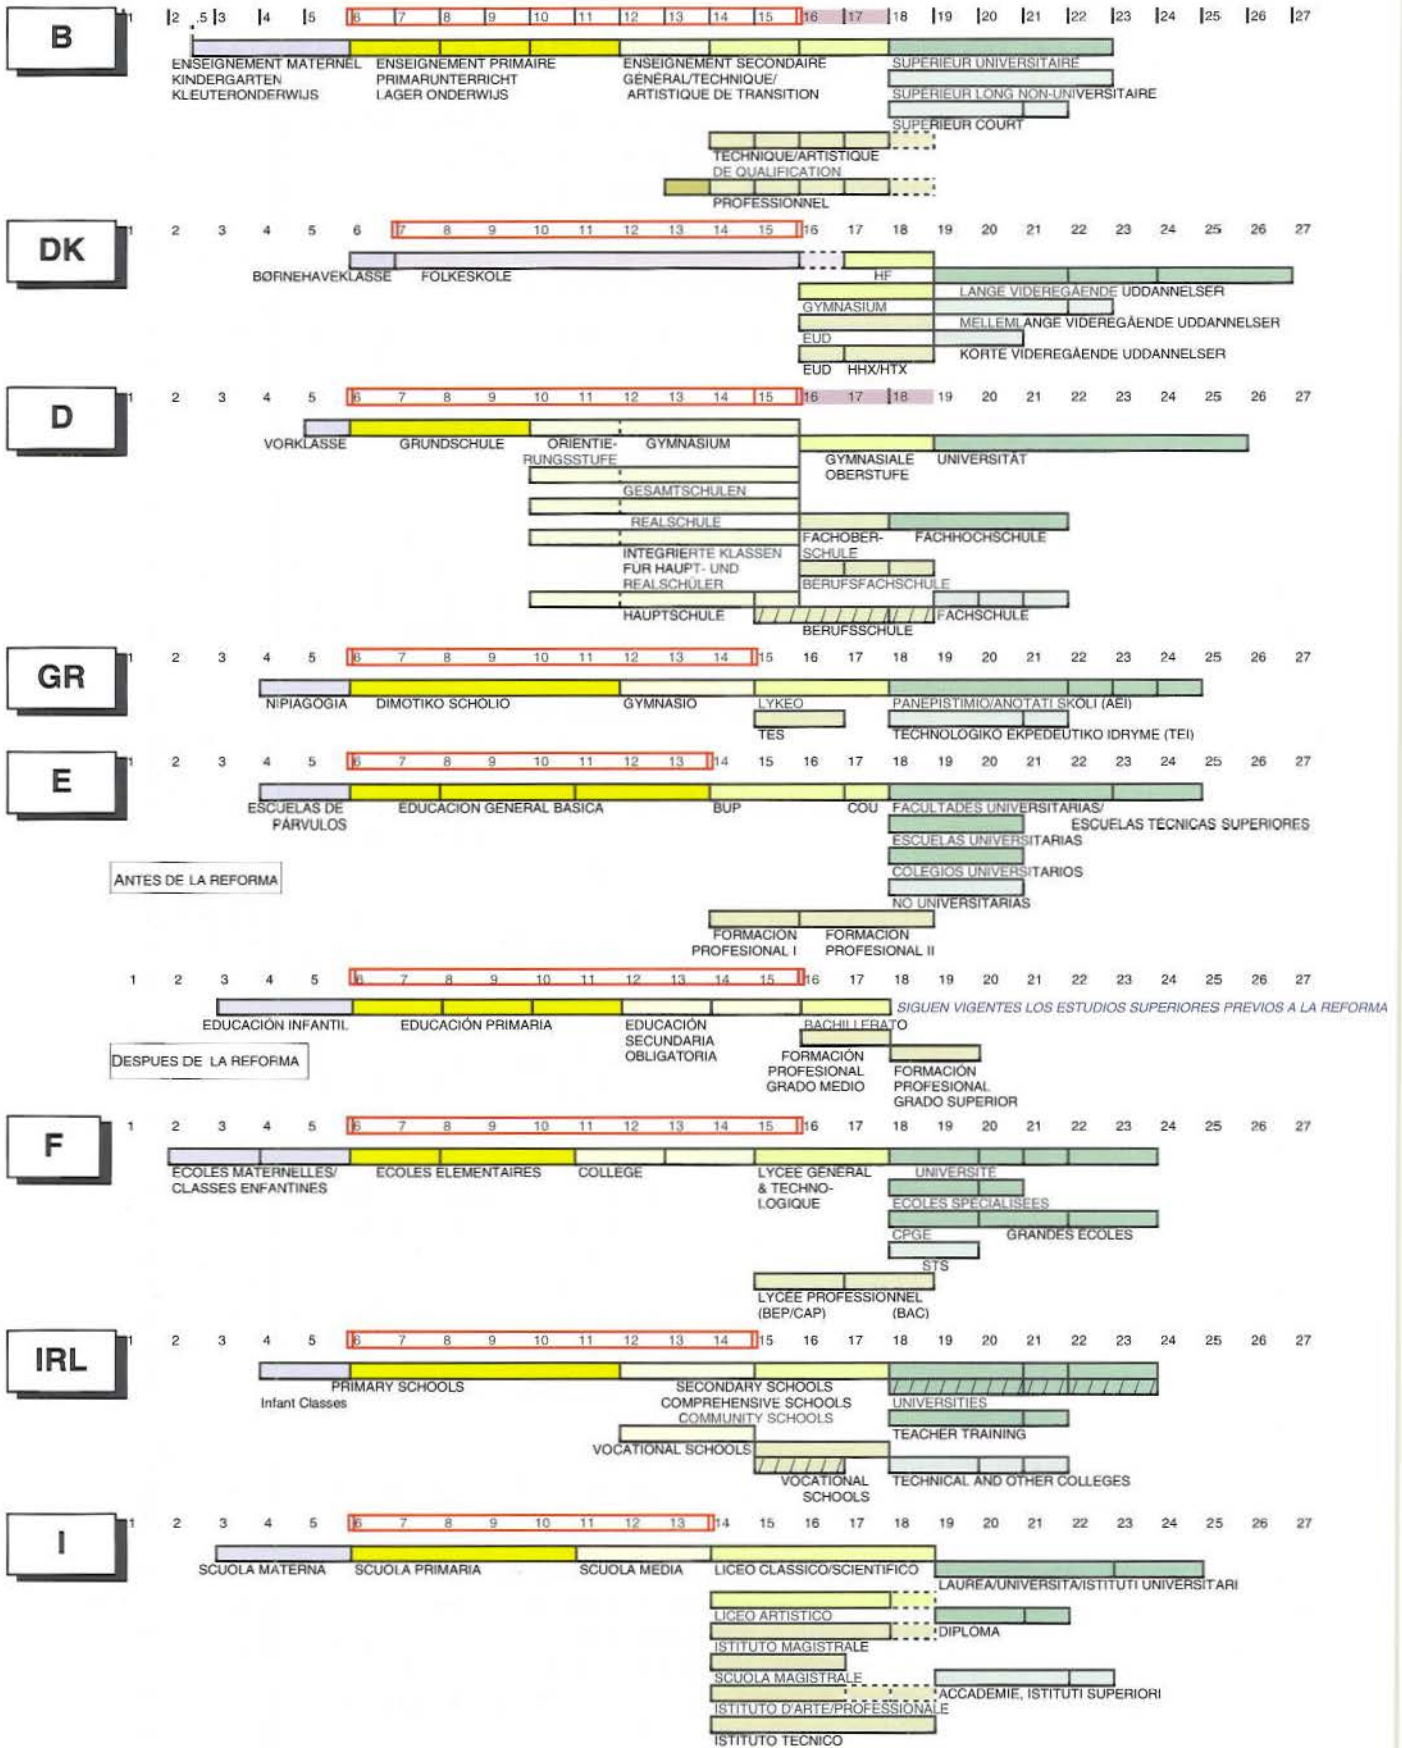 B
1 2 .5 3 4 5 6 7 8 9 10 11 12 13 14 15 16 17 18 19 20 21 22 23 24 25 26 27
ENSEIGNEMENT MATERNEL ENSEIGNEMENT PRIMAIRE ENSEIGNEMENT SECONDAIRE SUPERIEUR UNIVERSITAIRE
KINDERGARTEN PRIMARUNTERRICHT GÉNÉRAL/TECHNIQUE/
KLEUTERONDERWIJS LAGER ONDERWIJS ARTISTIQUE DE TRANSITION SUPERIEUR LONG NON-UNIVERSITAIRE
SUPERIEUR COURT
TECHNIQUE/ARTISTIQUE
DE QUALIFICATION
PROFESSIONNEL
DK
1 2 3 4 5 6 7 8 9 10 11 12 13 14 15 16 17 18 19 20 21 22 23 24 25 26 27
BØRNEHAVEKLASSE FOLKESKOLE HF
LANGE VIDEREGÅENDE UDDANNELSER
GYMNASIUM
MELLEMLANGE VIDEREGÅENDE UDDANNELSER
EUD
KORTE VIDEREGÅENDE UDDANNELSER
EUD HHX/HTX
D
1 2 3 4 5 6 7 8 9 10 11 12 13 14 15 16 17 18 19 20 21 22 23 24 25 26 27
VORKLASSE GRUNDSCHULE ORIENTIE- GYMNASIUM
RUNGSSTUFE GYMNASIALE UNIVERSITÄT
OBERSTUFE
GESAMTSCHULEN
REALSCHULE
FACHOBER- FACHHOCHSCHULE
INTEGRIERTE KLASSEN SCHULE
FÜR HAUPT- UND
REALSCHÜLER BERUFSFACHSCHULE
HAUPTSCHULE FACHSCHULE
BERUFSSCHULE
GR
1 2 3 4 5 6 7 8 9 10 11 12 13 14 15 16 17 18 19 20 21 22 23 24 25 26 27
NIPIAGOGIA DIMOTIKO SCHOLIO GYMNASIO LYKEO PANEPISTIMIO/ANOTATI SKOLI (AEI)
TES TECHNOLOGIKO EKPEDEUTIKO IDRYME (TEI)
E
1 2 3 4 5 6 7 8 9 10 11 12 13 14 15 16 17 18 19 20 21 22 23 24 25 26 27
ESCUELAS DE EDUCACION GENERAL BASICA BUP COU FACULTADES UNIVERSITARIAS/
PÁRVULOS ESCUELAS TÉCNICAS SUPERIORES
ESCUELAS UNIVERSITARIAS
COLEGIOS UNIVERSITARIOS
ANTES DE LA REFORMA
NO UNIVERSITARIAS
FORMACION FORMACION
PROFESIONAL I PROFESIONAL II
1 2 3 4 5 6 7 8 9 10 11 12 13 14 15 16 17 18 19 20 21 22 23 24 25 26 27
SIGUEN VIGENTES LOS ESTUDIOS SUPERIORES PREVIOS A LA REFORMA
EDUCACIÓN INFANTIL EDUCACIÓN PRIMARIA EDUCACIÓN BACHILLERATO
SECUNDARIA
OBLIGATORIA FORMACIÓN
DESPUES DE LA REFORMA
PROFESIONAL FORMACIÓN
GRADO MEDIO PROFESIONAL
GRADO SUPERIOR
F
1 2 3 4 5 6 7 8 9 10 11 12 13 14 15 16 17 18 19 20 21 22 23 24 25 26 27
ECOLES MATERNELLES/ ECOLES ELEMENTAIRES COLLEGE LYCEE GENERAL UNIVERSITÉ
CLASSES ENFANTINES & TECHNO-
LOGIQUE ECOLES SPECIALISEES
CPGE GRANDES ECOLES
STS
LYCÉE PROFESSIONNEL
(BEP/CAP) (BAC)
IRL
1 2 3 4 5 6 7 8 9 10 11 12 13 14 15 16 17 18 19 20 21 22 23 24 25 26 27
PRIMARY SCHOOLS SECONDARY SCHOOLS
Infant Classes COMPREHENSIVE SCHOOLS UNIVERSITIES
COMMUNITY SCHOOLS
TEACHER TRAINING
VOCATIONAL SCHOOLS
VOCATIONAL TECHNICAL AND OTHER COLLEGES
SCHOOLS
I
1 2 3 4 5 6 7 8 9 10 11 12 13 14 15 16 17 18 19 20 21 22 23 24 25 26 27
SCUOLA MATERNA SCUOLA PRIMARIA SCUOLA MEDIA LICEO CLASSICO/SCIENTIFICO
LAUREA/UNIVERSITA/ISTITUTI UNIVERSITARI
LICEO ARTISTICO
DIPLOMA
ISTITUTO MAGISTRALE
SCUOLA MAGISTRALE
ACCADEMIE, ISTITUTI SUPERIORI
ISTITUTO D'ARTE/PROFESSIONALE
ISTITUTO TECNICO